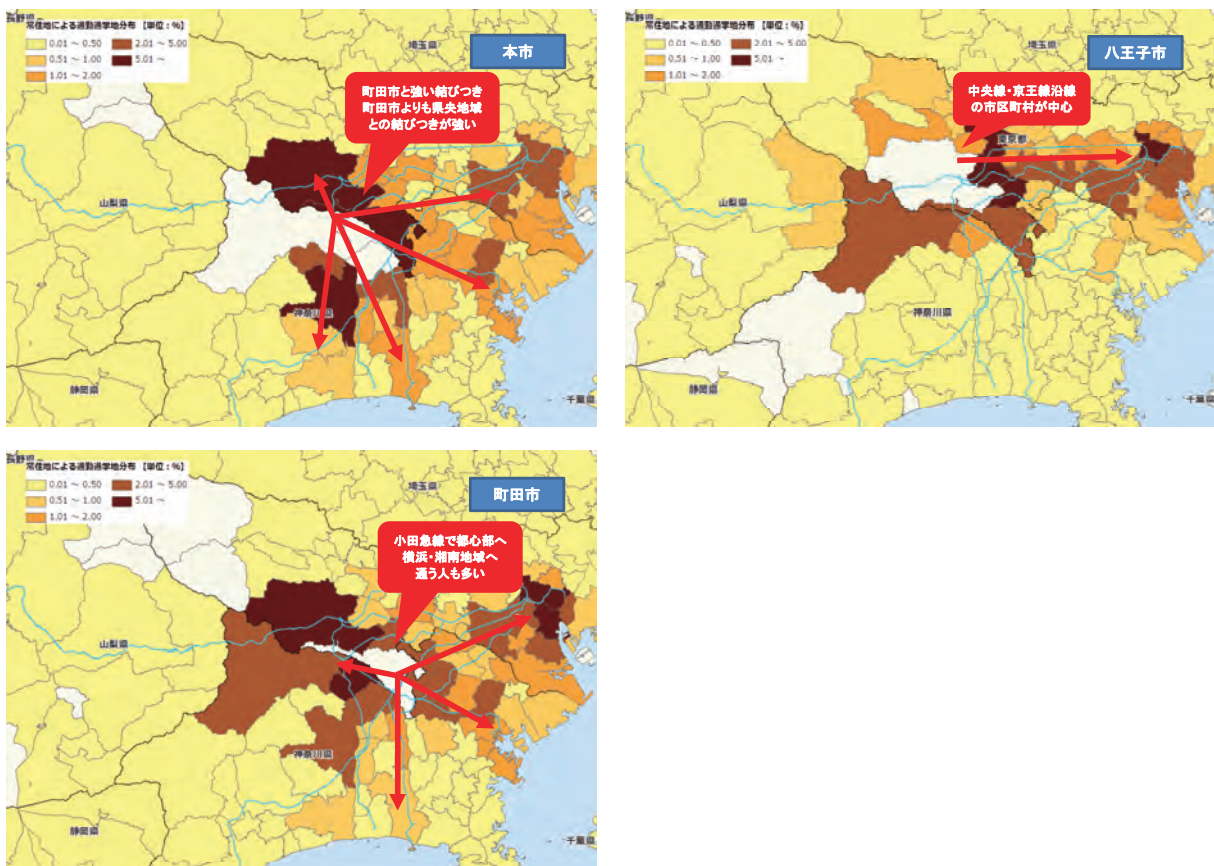 長野県
常住地による通勤通学地分布 【単位：%】
0.01 ～ 0.50
2.01 ～ 5.00
0.51 ～ 1.00
5.01 ～
1.01 ～ 2.00
埼玉県
本市
町田市と強い結びつき
町田市よりも県央地域
との結びつきが強い
山梨県
神奈川県
静岡県
千葉県
長野県
常住地による通勤通学地分布 【単位：%】
0.01 ～ 0.50
2.01 ～ 5.00
0.51 ～ 1.00
5.01 ～
1.01 ～ 2.00
埼玉県
八王子市
中央線・京王線沿線
の市区町村が中心
東京都
山梨県
神奈川県
静岡県
千葉県
長野県
常住地による通勤通学地分布 【単位：%】
0.01 ～ 0.50
2.01 ～ 5.00
0.51 ～ 1.00
5.01 ～
1.01 ～ 2.00
埼玉県
町田市
小田急線で都心部へ
横浜・湘南地域へ
通う人も多い
山梨県
神奈川県
静岡県
千葉県